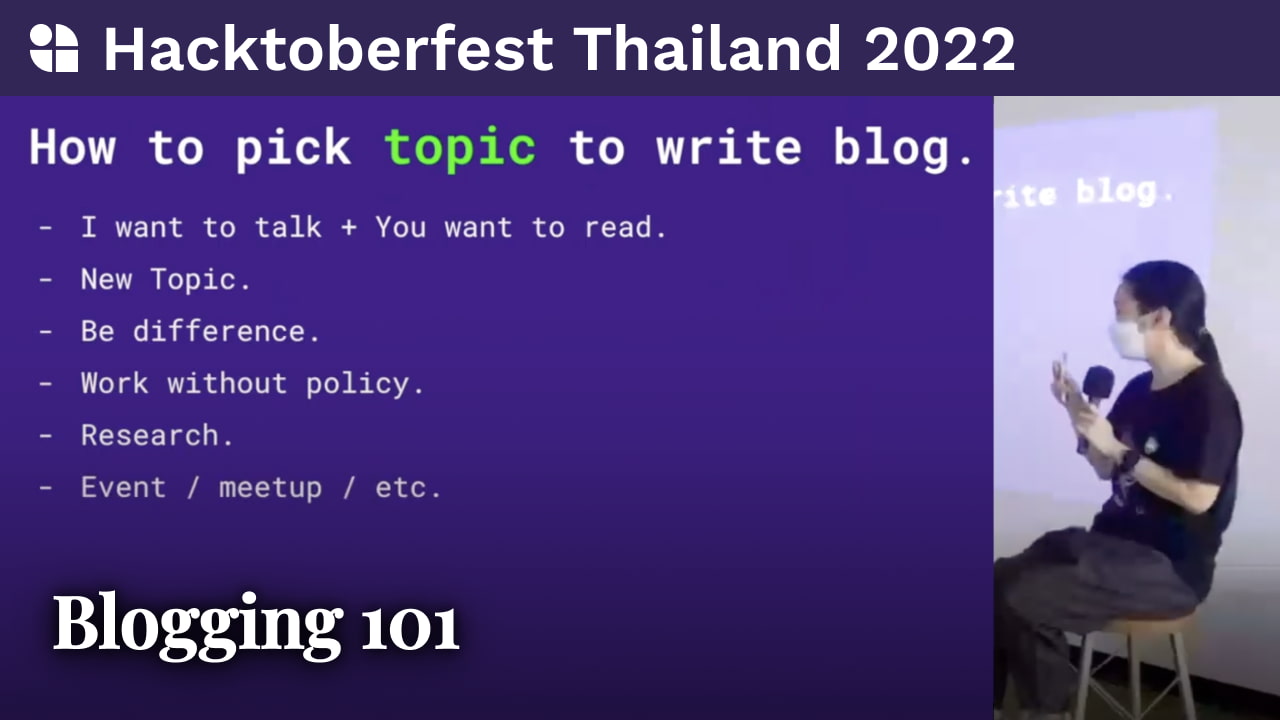 Hacktoberfest Thailand 2022
How to pick topic to write blog.
- I want to talk + You want to read.
- New Topic.
- Be difference.
- Work without policy.
- Research.
- Event / meetup / etc.
Blogging 101
rite blog.